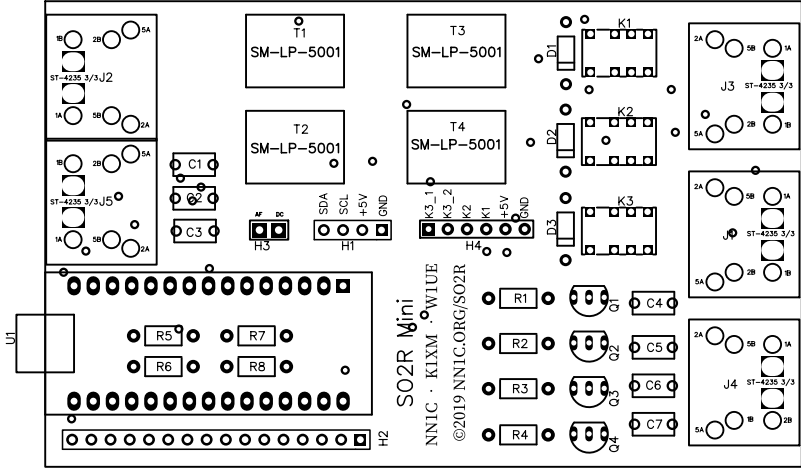 1B
2B
5A
ST-4235 3/3
J2
1A
5B
2A
1B
2B
5A
ST-4235 3/3
J5
1A
5B
2A
T1
SM-LP-5001
T2
SM-LP-5001
T3
SM-LP-5001
T4
SM-LP-5001
D1
K1
D2
K2
D3
K3
2A
5B
1A
J3
ST-4235 3/3
5A
2B
1B
2A
5B
1A
ST-4235 3/3
5A
2B
1B
2A
5B
1A
ST-4235 3/3
J4
5A
1B
2B
C1
C3
AF
DC
H3
SDA
SCL
+5V
GND
H1
K3_1
K3_2
K2
K1
+5V
GND
H4
U1
R5
R7
R6
R8
H2
SO2R Mini
NN1C · K1XM · W1UE
©2019 NN1C.ORG/SO2R
R1
Q1
C4
R2
Q2
C5
R3
Q3
C6
R4
Q4
C7